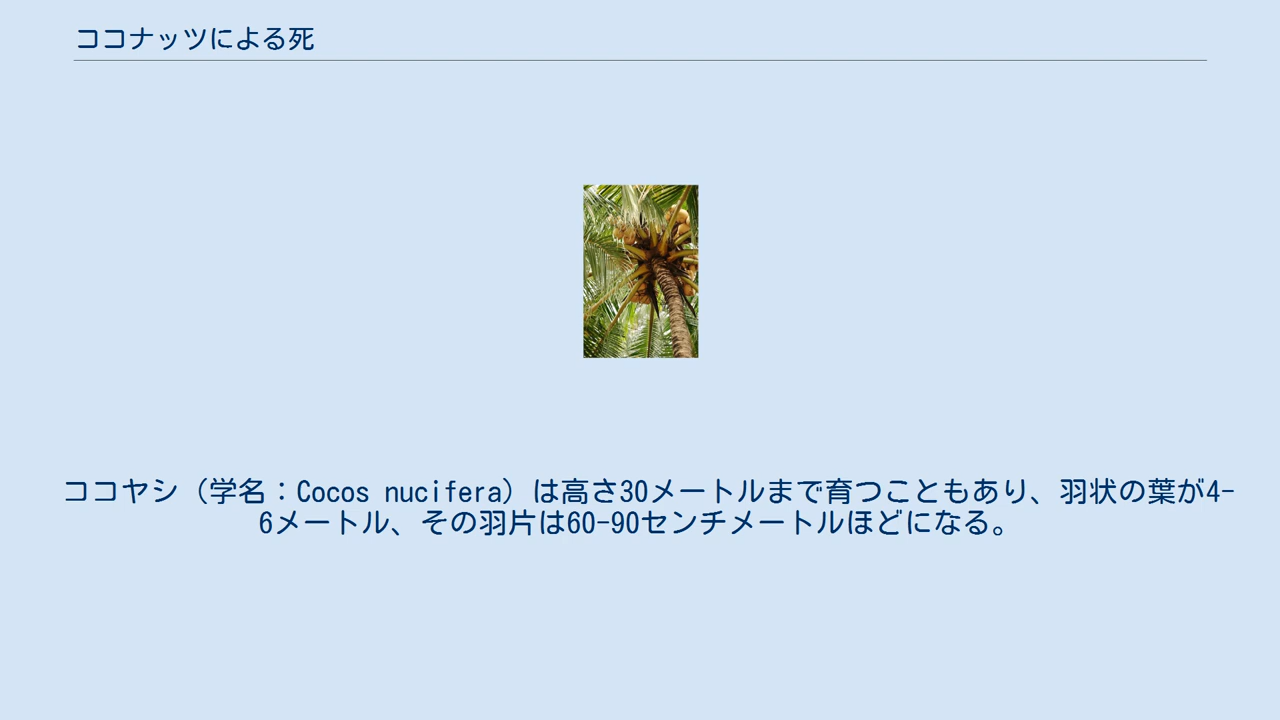 ココナッツによる死
ココヤシ（学名：Cocos nucifera）は高さ30メートルまで育つこともあり、羽状の葉が4-
6メートル、その羽片は60-90センチメートルほどになる。